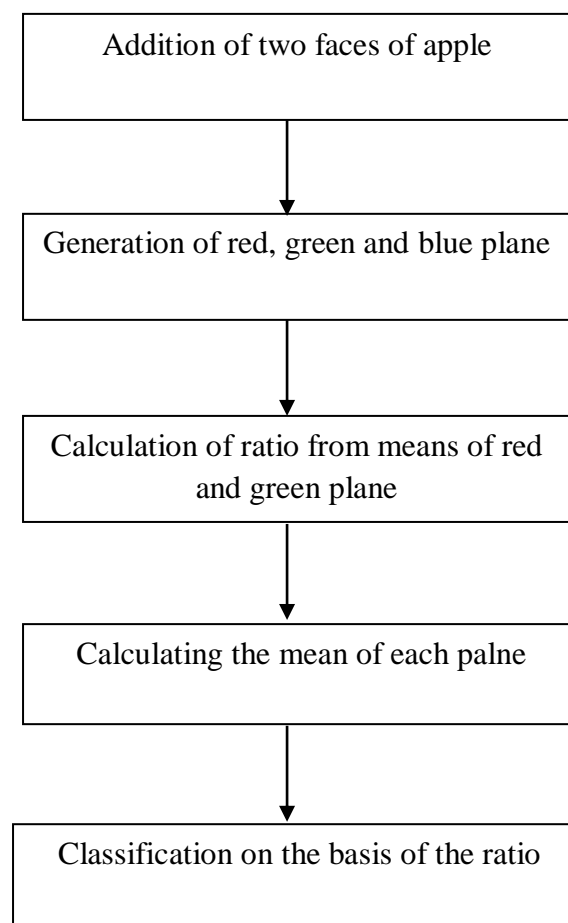 Addition of two faces of apple
Generation of red, green and blue plane
Calculation of ratio from means of red
and green plane
Calculating the mean of each palne
Classification on the basis of the ratio